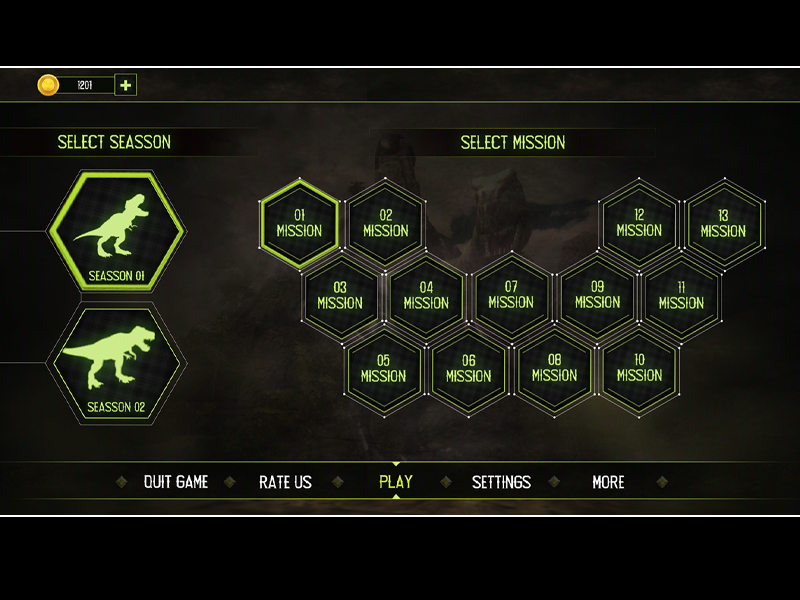 1201
SELECT SEASSON
SELECT MISSION
SEASSON 01
SEASSON 02
01
MISSION
02
MISSION
12
MISSION
13
MISSION
03
MISSION
04
MISSION
07
MISSION
09
MISSION
11
MISSION
05
MISSION
06
MISSION
08
MISSION
10
MISSION
QUIT GAME
RATE US
PLAY
SETTINGS
MORE